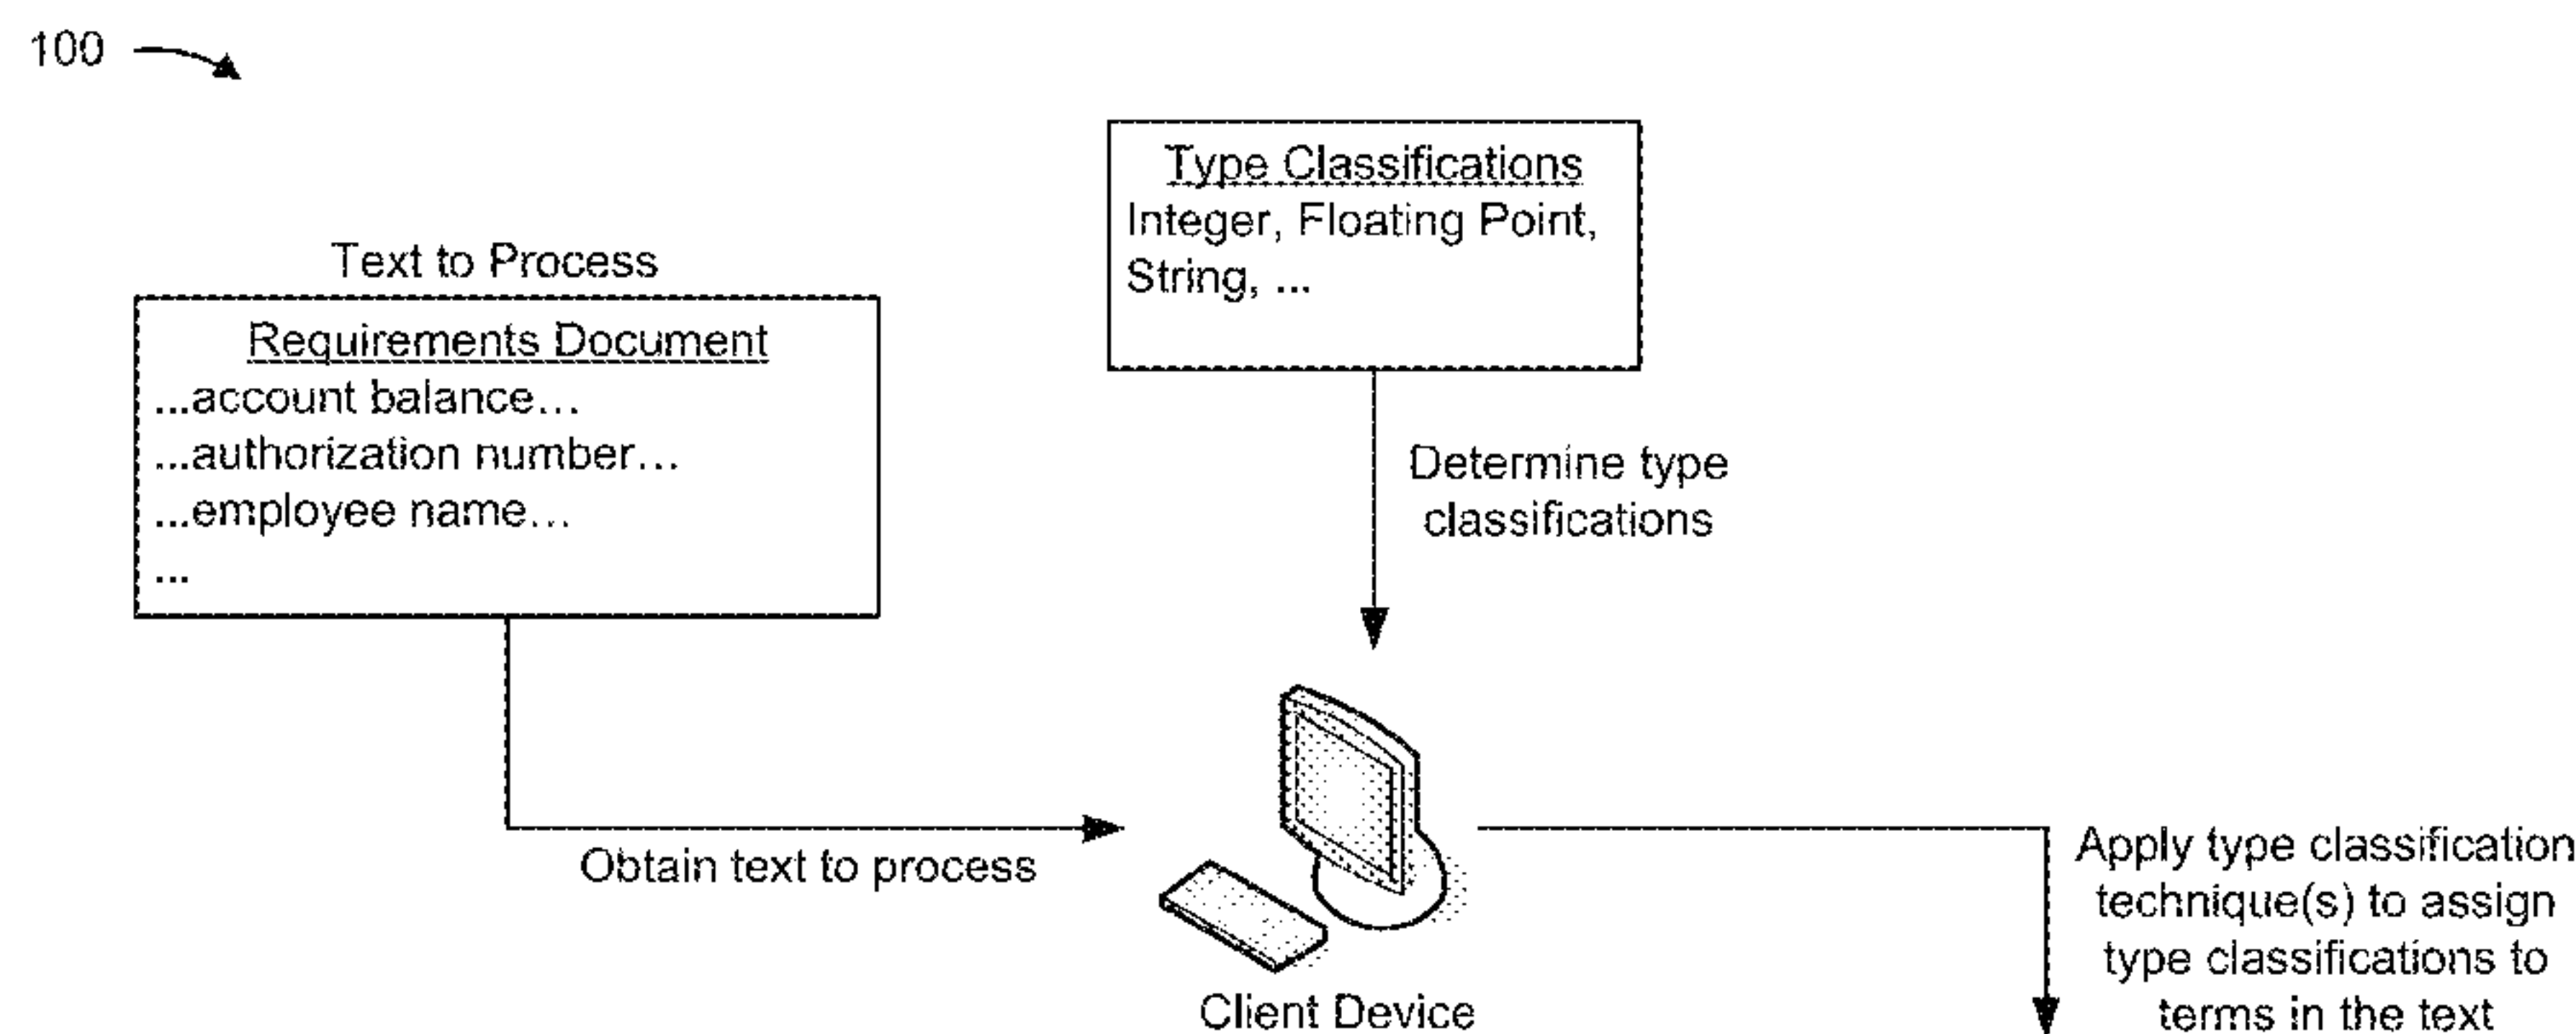 100
Type Classifications
Integer, Floating Point,
String, ...
Text to Process
Requirements Document
...account balance...
...authorization number...
...employee name...
...
Determine type
classifications
Obtain text to process
Client Device
Apply type classification
technique(s) to assign
type classifications to
terms in the text